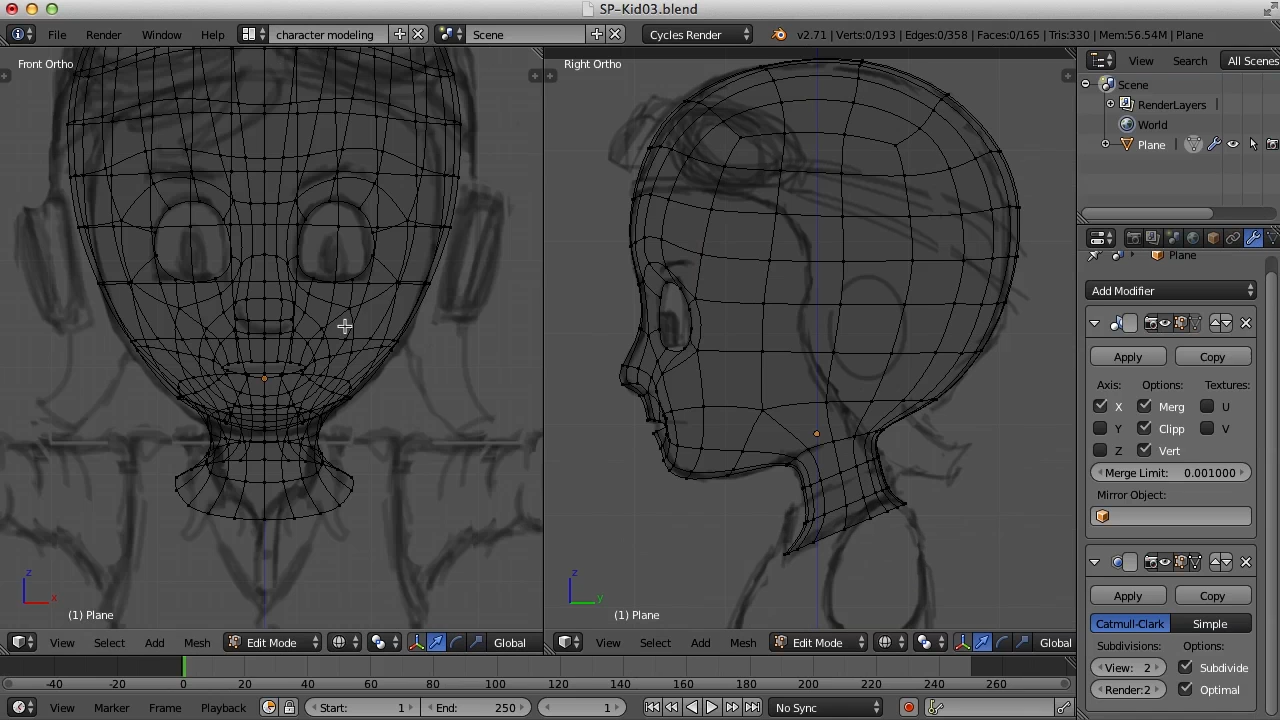 SP-Kid03.blend
File Render Window Help character modeling Scene Cycles Render v2.71 | Verts:0/193 | Edges:0/358 | Faces:0/165 | Tris:330 | Mem:56.54M | Plane
Front Ortho
Right Ortho
View Search All Scenes
Scene
RenderLayers
World
Plane
Plane
Add Modifier
Apply Copy
Axis: Options: Textures:
X Merg U
Y Clipp V
Z Vert
Merge Limit: 0.001000
Mirror Object:
Apply Copy
Catmull-Clark Simple
Subdivisions: Options:
View: 2 Subdivide
Render:2 Optimal
z
x
(1) Plane
z
y
(1) Plane
View Select Add Mesh Edit Mode Global
View Select Add Mesh Edit Mode Global
-40 -20 0 20 40 60 80 100 120 140 160 180 200 220 240 260
View Marker Frame Playback Start: 1 End: 250 1 No Sync